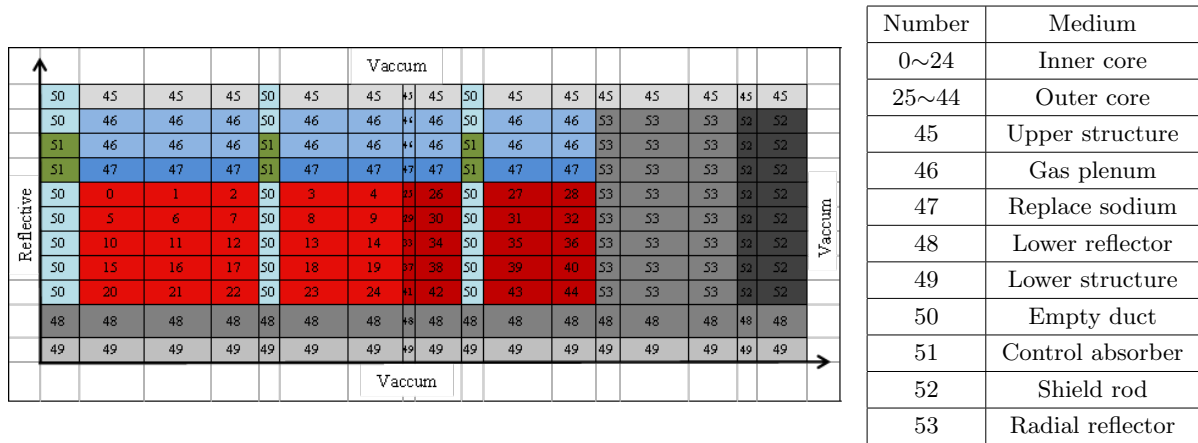 Vaccum
50 45 45 45 50 45 45 45 45 50 45 45 45 45 45 45 45
50 46 46 46 50 46 46 46 46 50 46 46 53 53 53 52 52
51 46 46 46 51 46 46 46 46 51 46 46 53 53 53 52 52
51 47 47 47 51 47 47 47 47 51 47 47 53 53 53 52 52
50 0 1 2 50 3 4 25 26 50 27 28 53 53 53 52 52
50 5 6 7 50 8 9 29 30 50 31 32 53 53 53 52 52
50 10 11 12 50 13 14 33 34 50 35 36 53 53 53 52 52
50 15 16 17 50 18 19 37 38 50 39 40 53 53 53 52 52
50 20 21 22 50 23 24 41 42 50 43 44 53 53 53 52 52
48 48 48 48 48 48 48 48 48 48 48 48 48 48 48 48 48
49 49 49 49 49 49 49 49 49 49 49 49 49 49 49 49 49
Reflective
Vaccum
Vaccum
Number Medium
0~24 Inner core
25~44 Outer core
45 Upper structure
46 Gas plenum
47 Replace sodium
48 Lower reflector
49 Lower structure
50 Empty duct
51 Control absorber
52 Shield rod
53 Radial reflector